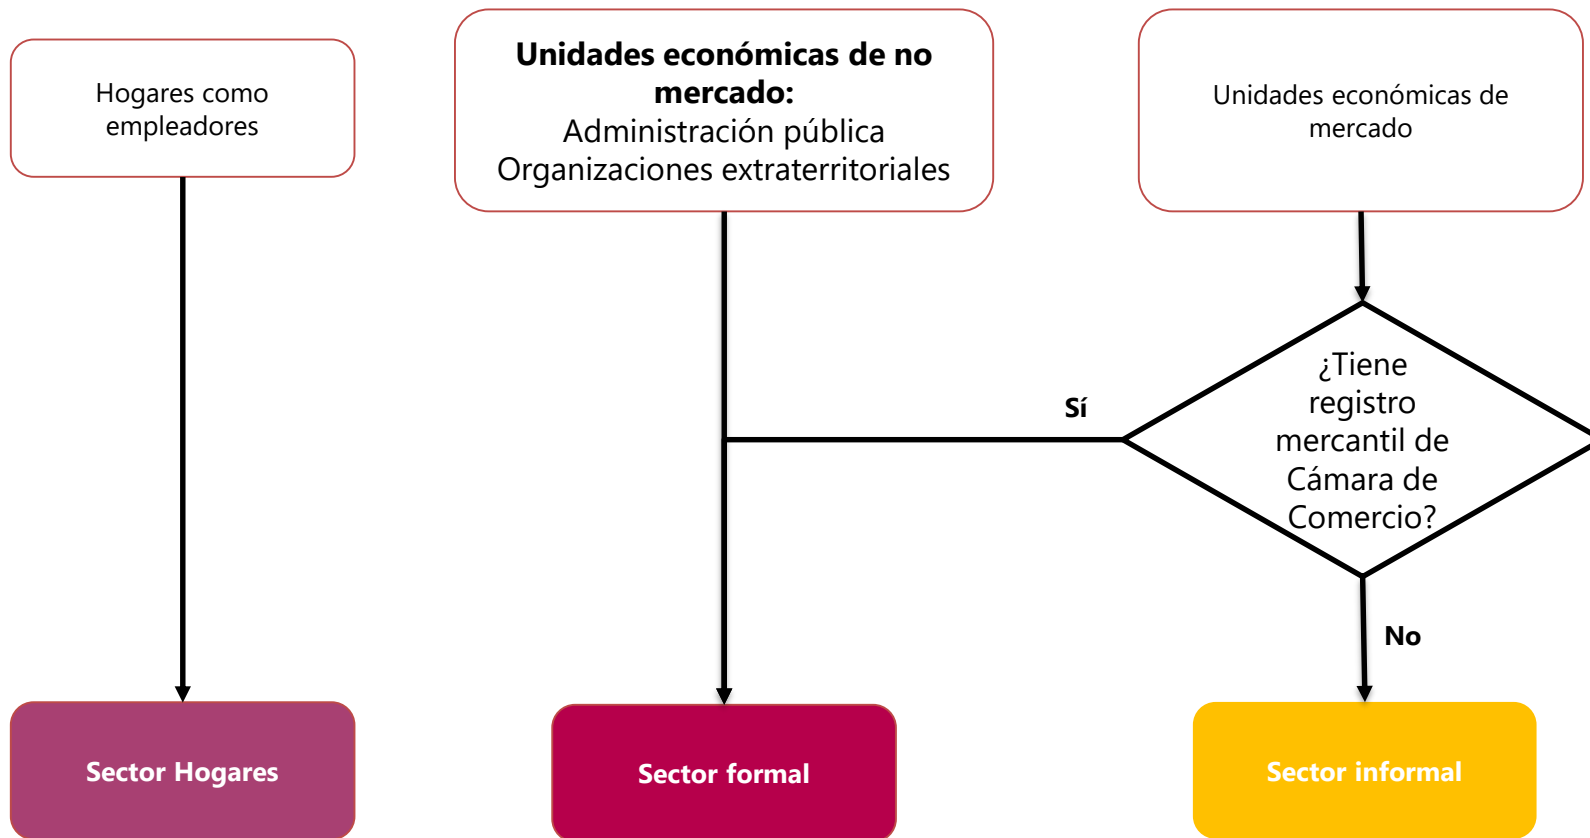 Hogares como
empleadores
Unidades económicas de no
mercado:
Administración pública
Organizaciones extraterritoriales
Unidades económicas de
mercado
¿Tiene
registro
mercantil de
Cámara de
Comercio?
Sí
No
Sector Hogares
Sector formal
Sector informal